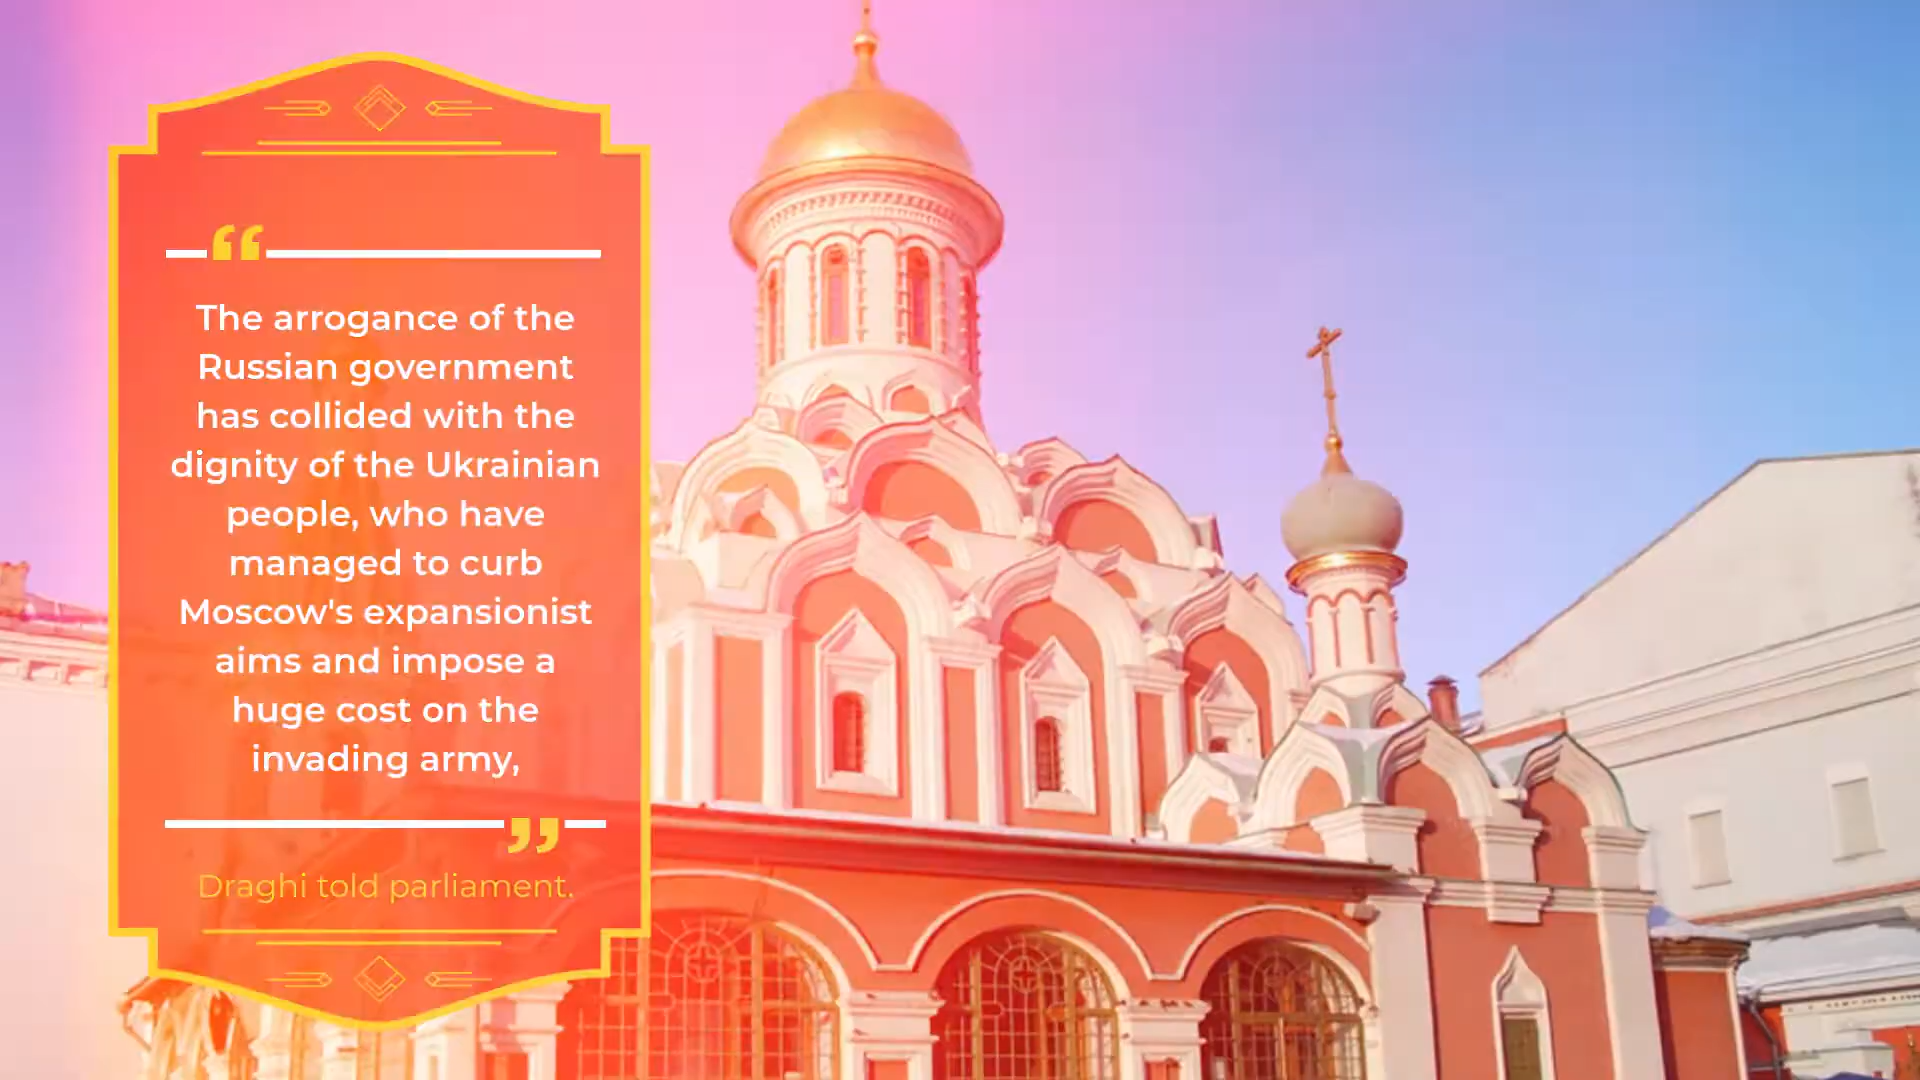 “
The arrogance of the
Russian government
has collided with the
dignity of the Ukrainian
people, who have
managed to curb
Moscow's expansionist
aims and impose a
huge cost on the
invading army,
”
Draghi told parliament.